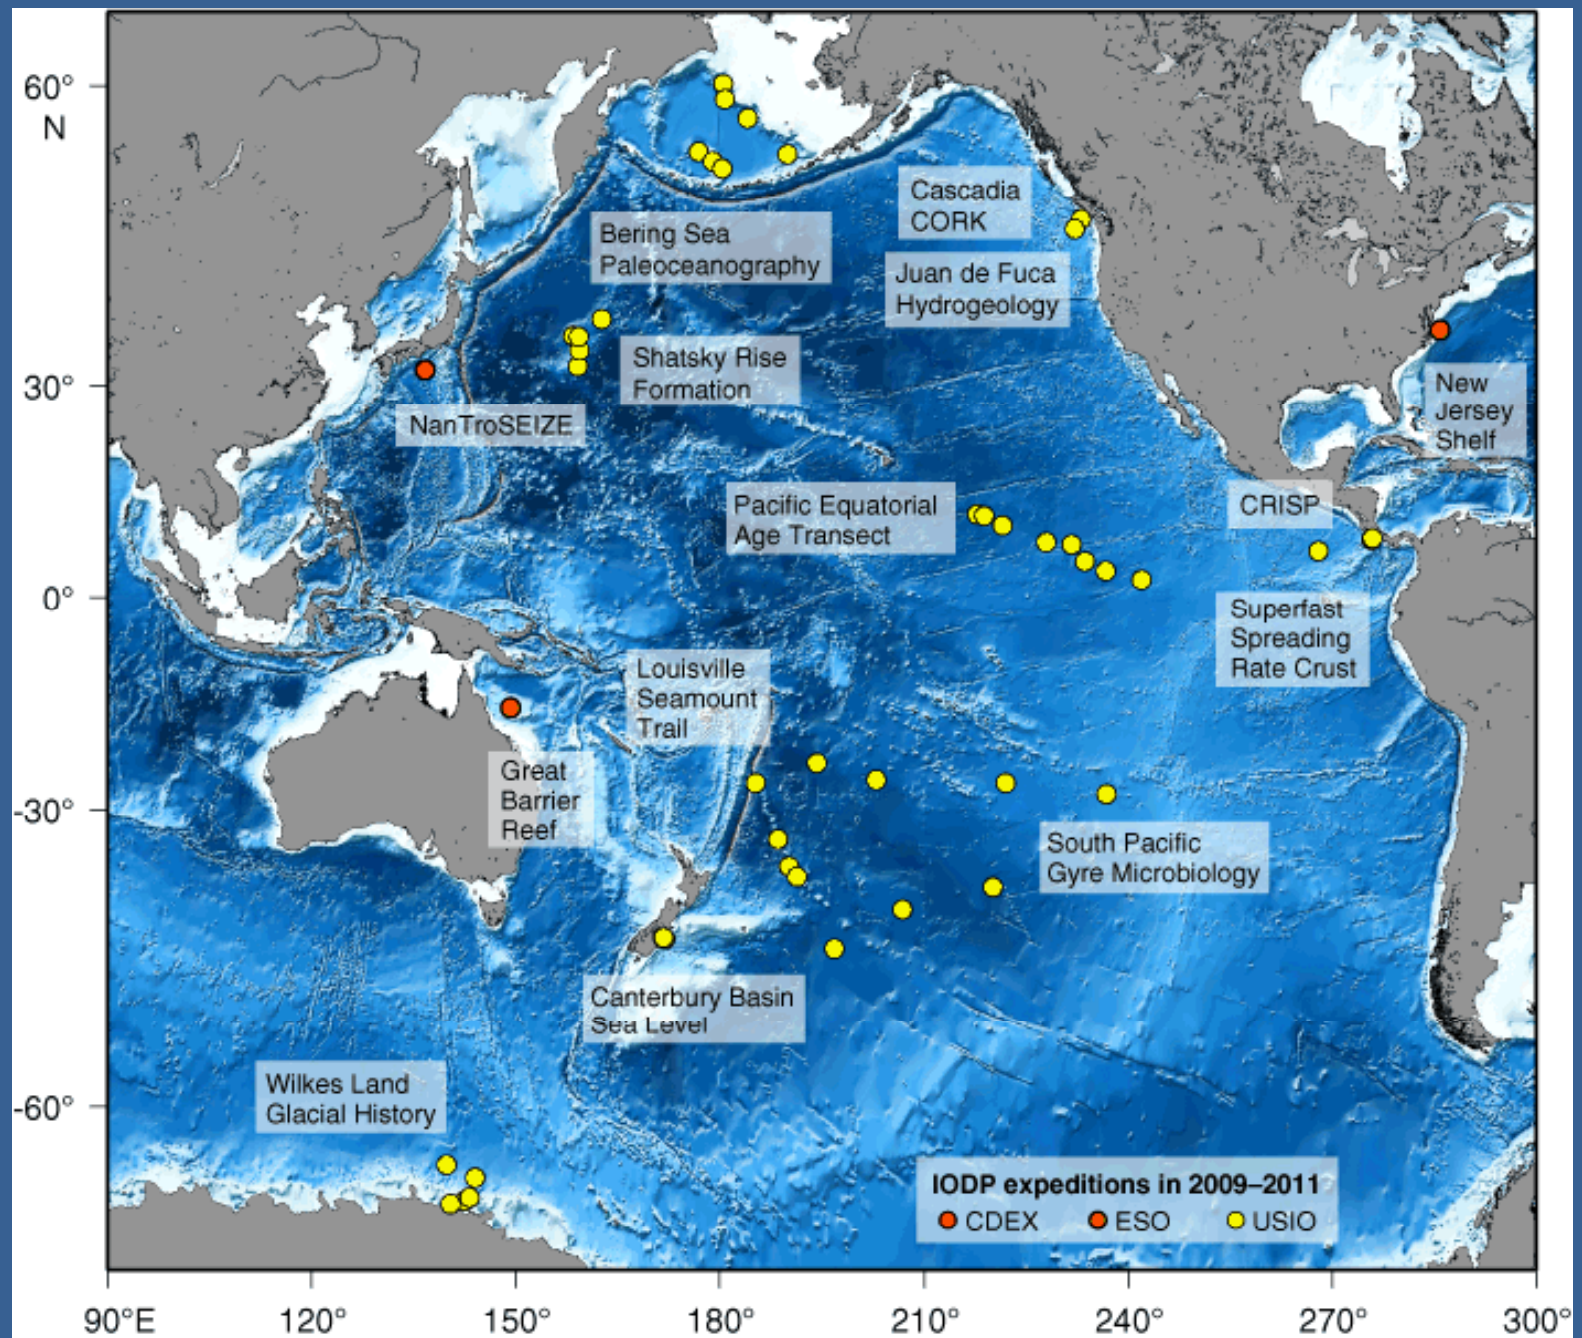 60°
N
30°
0°
-30°
-60°
90°E
120°
150°
180°
210°
240°
270°
300°
Cascadia
CORK
Bering Sea
Paleoceanography
Juan de Fuca
Hydrogeology
Shatsky Rise
Formation
NanTroSEIZE
New
Jersey
Shelf
Pacific Equatorial
Age Transect
CRISP
Superfast
Spreading
Rate Crust
Louisville
Seamount
Trail
Great
Barrier
Reef
South Pacific
Gyre Microbiology
Canterbury Basin
Sea Level
Wilkes Land
Glacial History
IODP expeditions in 2009–2011
CDEX ESO USIO